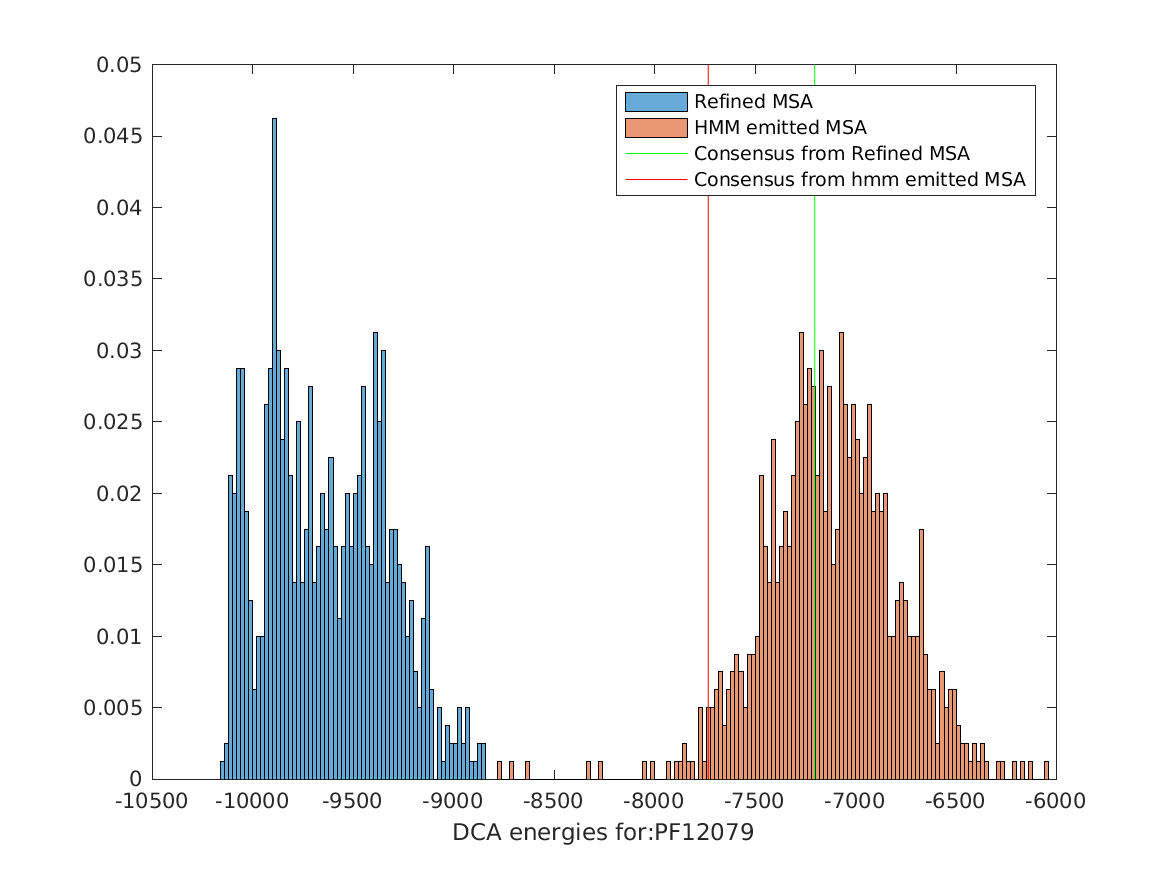 0.05
0.045
0.04
0.035
0.03
0.025
0.02
0.015
0.01
0.005
0
Refined MSA
HMM emitted MSA
Consensus from Refined MSA
Consensus from hmm emitted MSA
-10500 -10000 -9500 -9000 -8500 -8000 -7500 -7000 -6500 -6000
DCA energies for:PF12079